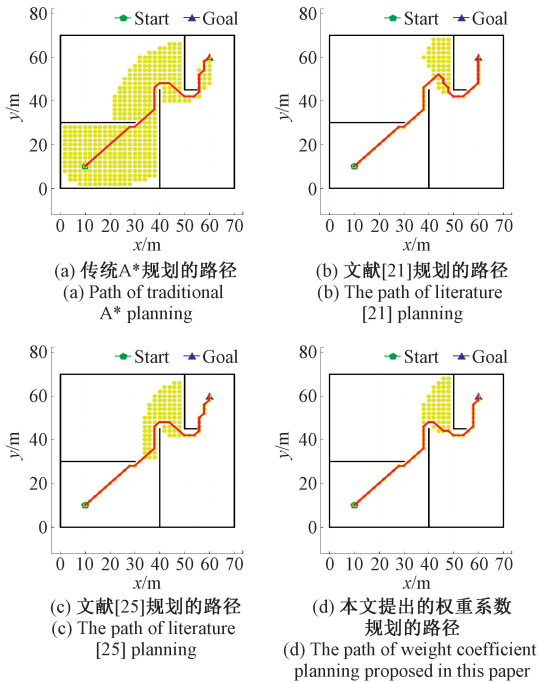 80 Start Goal
60
40
20
0
y/m
0 10 20 30 40 50 60 70
x/m
(a) 传统A*规划的路径
(a) Path of traditional
A* planning
80 Start Goal
60
40
20
0
y/m
0 10 20 30 40 50 60 70
x/m
(b) 文献[21]规划的路径
(b) The path of literature
[21] planning
80 Start Goal
60
40
20
0
y/m
0 10 20 30 40 50 60 70
x/m
(c) 文献[25]规划的路径
(c) The path of literature
[25] planning
80 Start Goal
60
40
20
0
y/m
0 10 20 30 40 50 60 70
x/m
(d) 本文提出的权重系数
规划的路径
(d) The path of weight coefficient
planning proposed in this paper